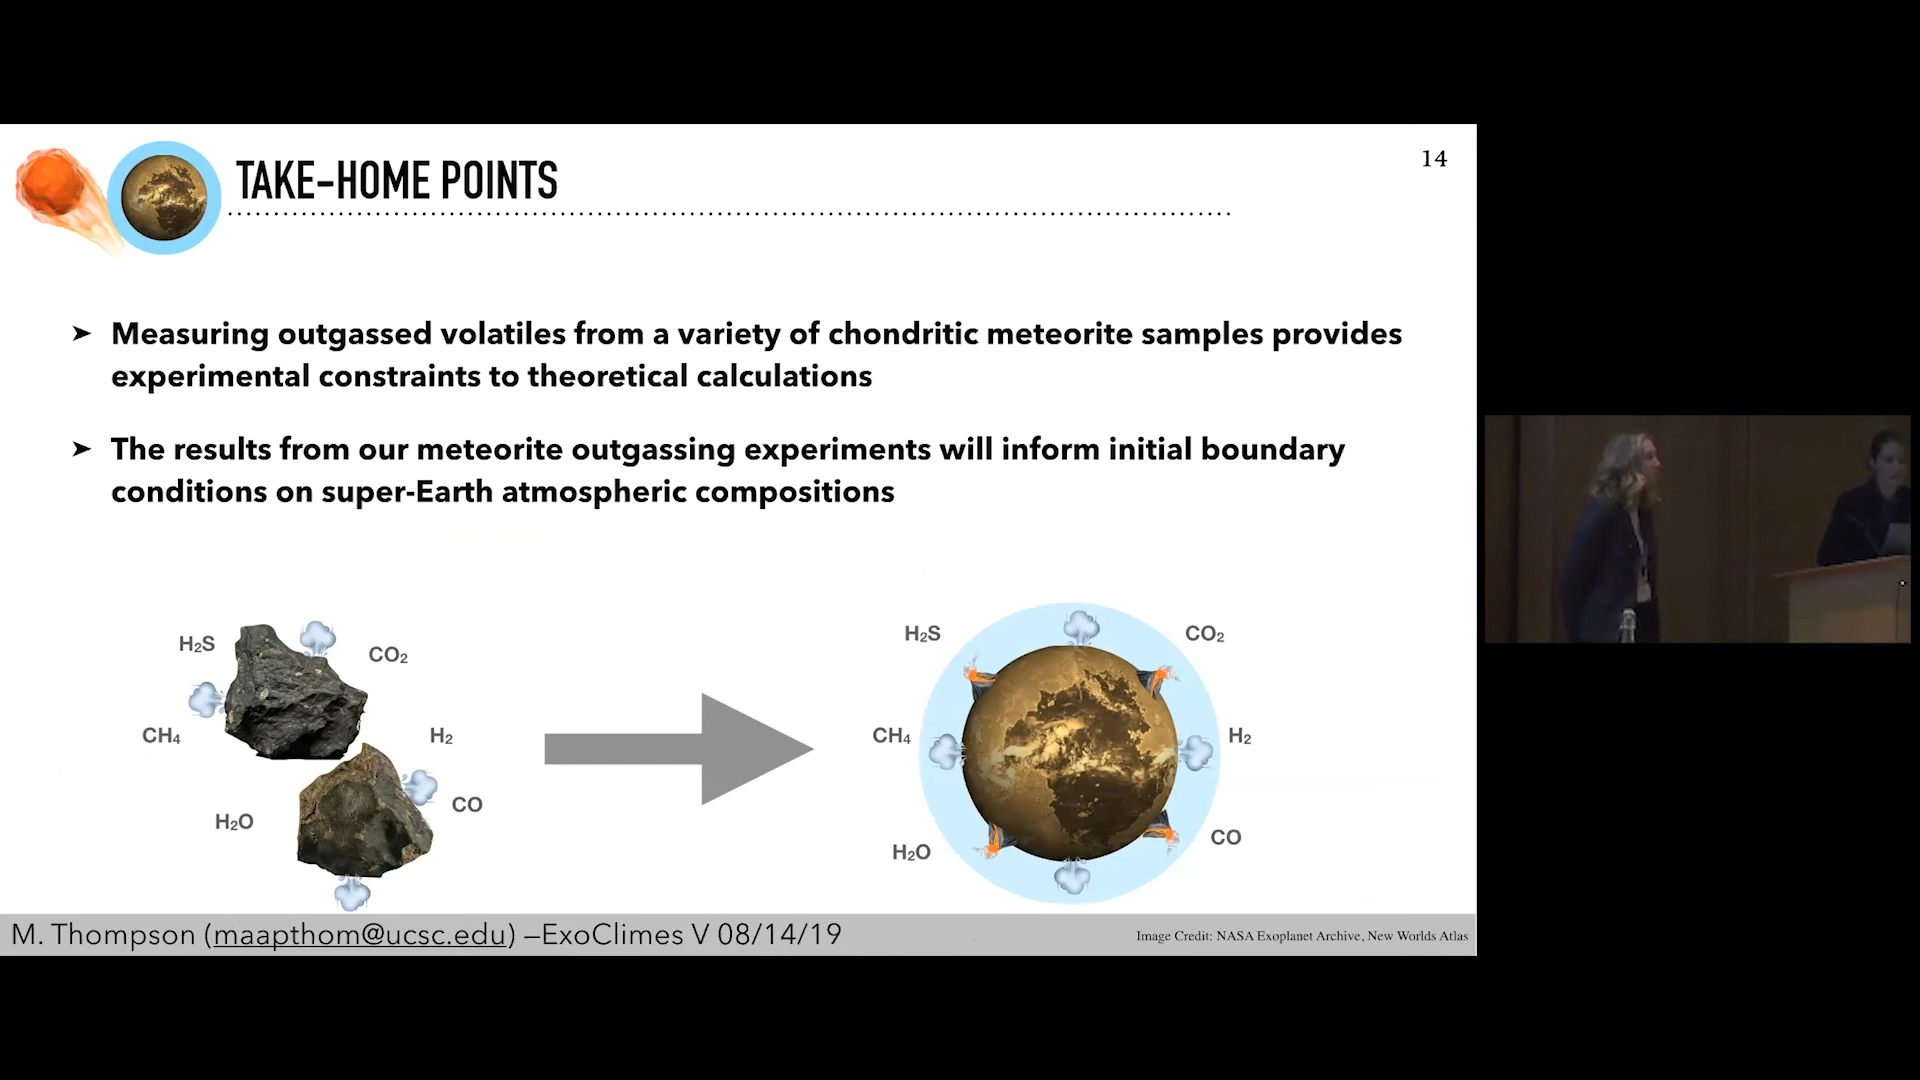 TAKE-HOME POINTS
14
➤ Measuring outgassed volatiles from a variety of chondritic meteorite samples provides
experimental constraints to theoretical calculations
➤ The results from our meteorite outgassing experiments will inform initial boundary
conditions on super-Earth atmospheric compositions
H₂S
CO₂
CH₄
H₂
CO
H₂O
H₂S
CO₂
CH₄
H₂
H₂O
CO
M. Thompson (maapthom@ucsc.edu) –ExoClimes V 08/14/19
Image Credit: NASA Exoplanet Archive, New Worlds Atlas